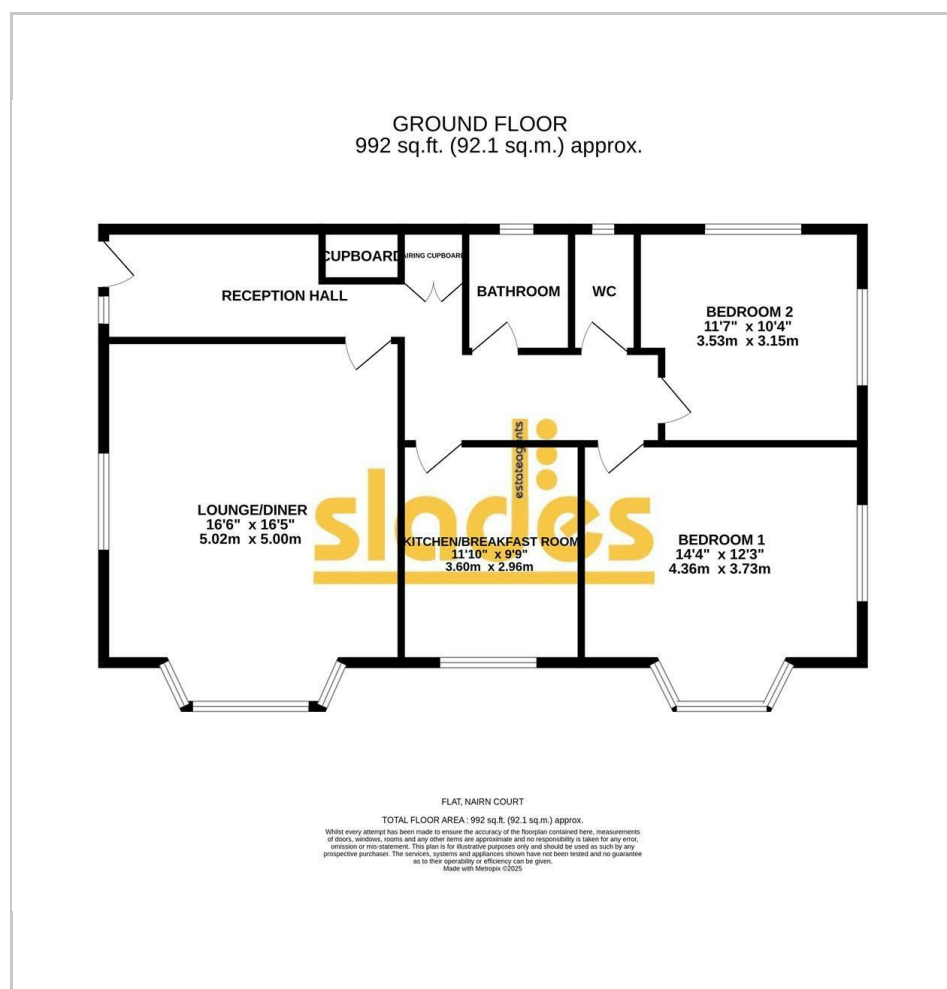 GROUND FLOOR
992 sq.ft. (92.1 sq.m.) approx.
CUPBOARD
AIRING CUPBOARD
RECEPTION HALL
BATHROOM
WC
BEDROOM 2
11'7" x 10'4"
3.53m x 3.15m
LOUNGE/DINER
16'6" x 16'5"
5.02m x 5.00m
estateagents
slades
KITCHEN/BREAKFAST ROOM
11'10" x 9'9"
3.60m x 2.96m
BEDROOM 1
14'4" x 12'3"
4.36m x 3.73m
FLAT, NAIRN COURT
TOTAL FLOOR AREA : 992 sq.ft. (92.1 sq.m.) approx.
Whilst every attempt has been made to ensure the accuracy of the floorplan contained here, measurements
of doors, windows, rooms and any other items are approximate and no responsibility is taken for any error,
omission or mis-statement. This plan is for illustrative purposes only and should be used as such by any
prospective purchaser. The services, systems and appliances shown have not been tested and no guarantee
as to their operability or efficiency can be given.
Made with Metropix ©2025